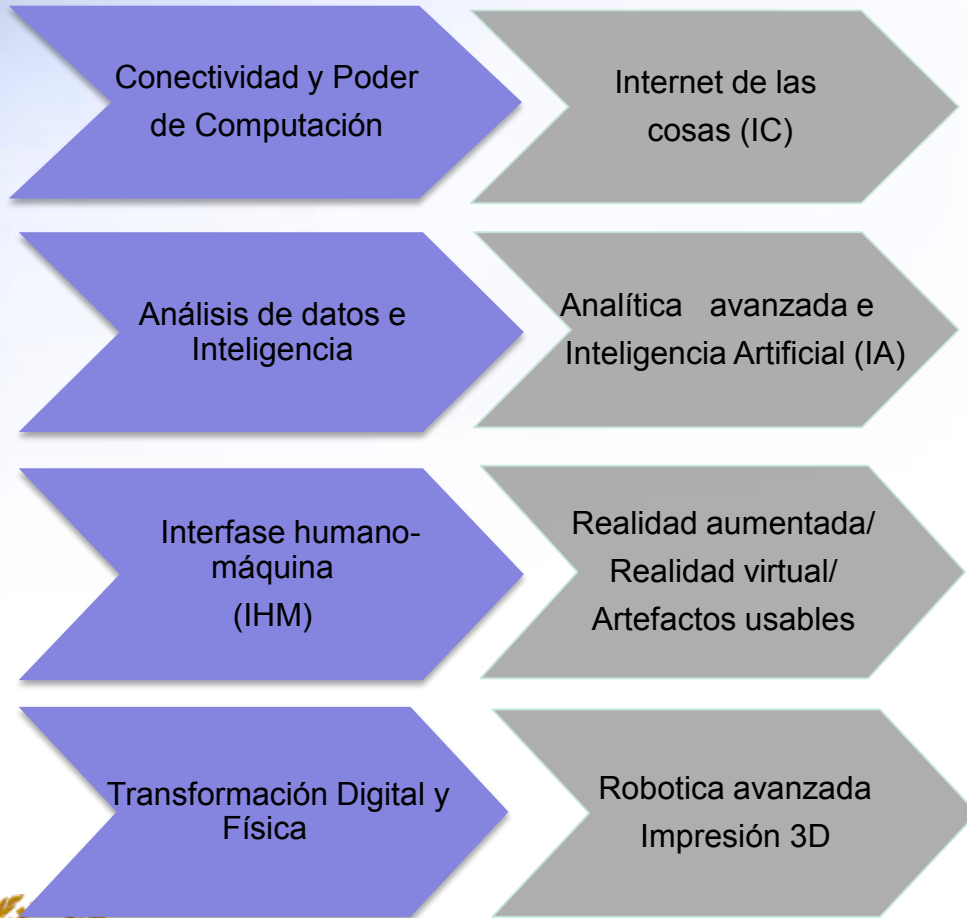 Conectividad y Poder
de Computación
Internet de las
cosas (IC)
Análisis de datos e
Inteligencia
Analítica avanzada e
Inteligencia Artificial (IA)
Interfase humano-
máquina
(IHM)
Realidad aumentada/
Realidad virtual/
Artefactos usables
Transformación Digital y
Física
Robotica avanzada
Impresión 3D